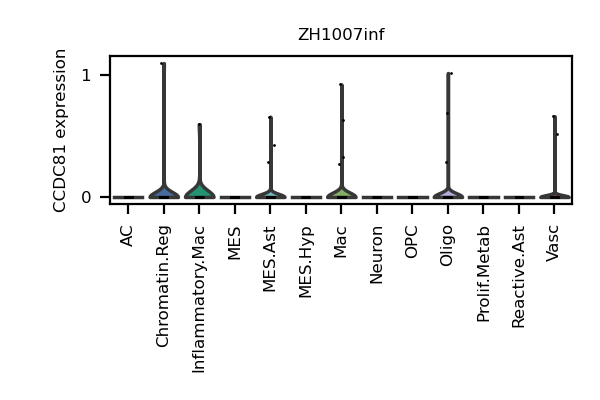 ZH1007inf
CCDC81 expression
1
0
AC
Chromatin.Reg
Inflammatory.Mac
MES
MES.Ast
MES.Hyp
Mac
Neuron
OPC
Oligo
Prolif.Metab
Reactive.Ast
Vasc